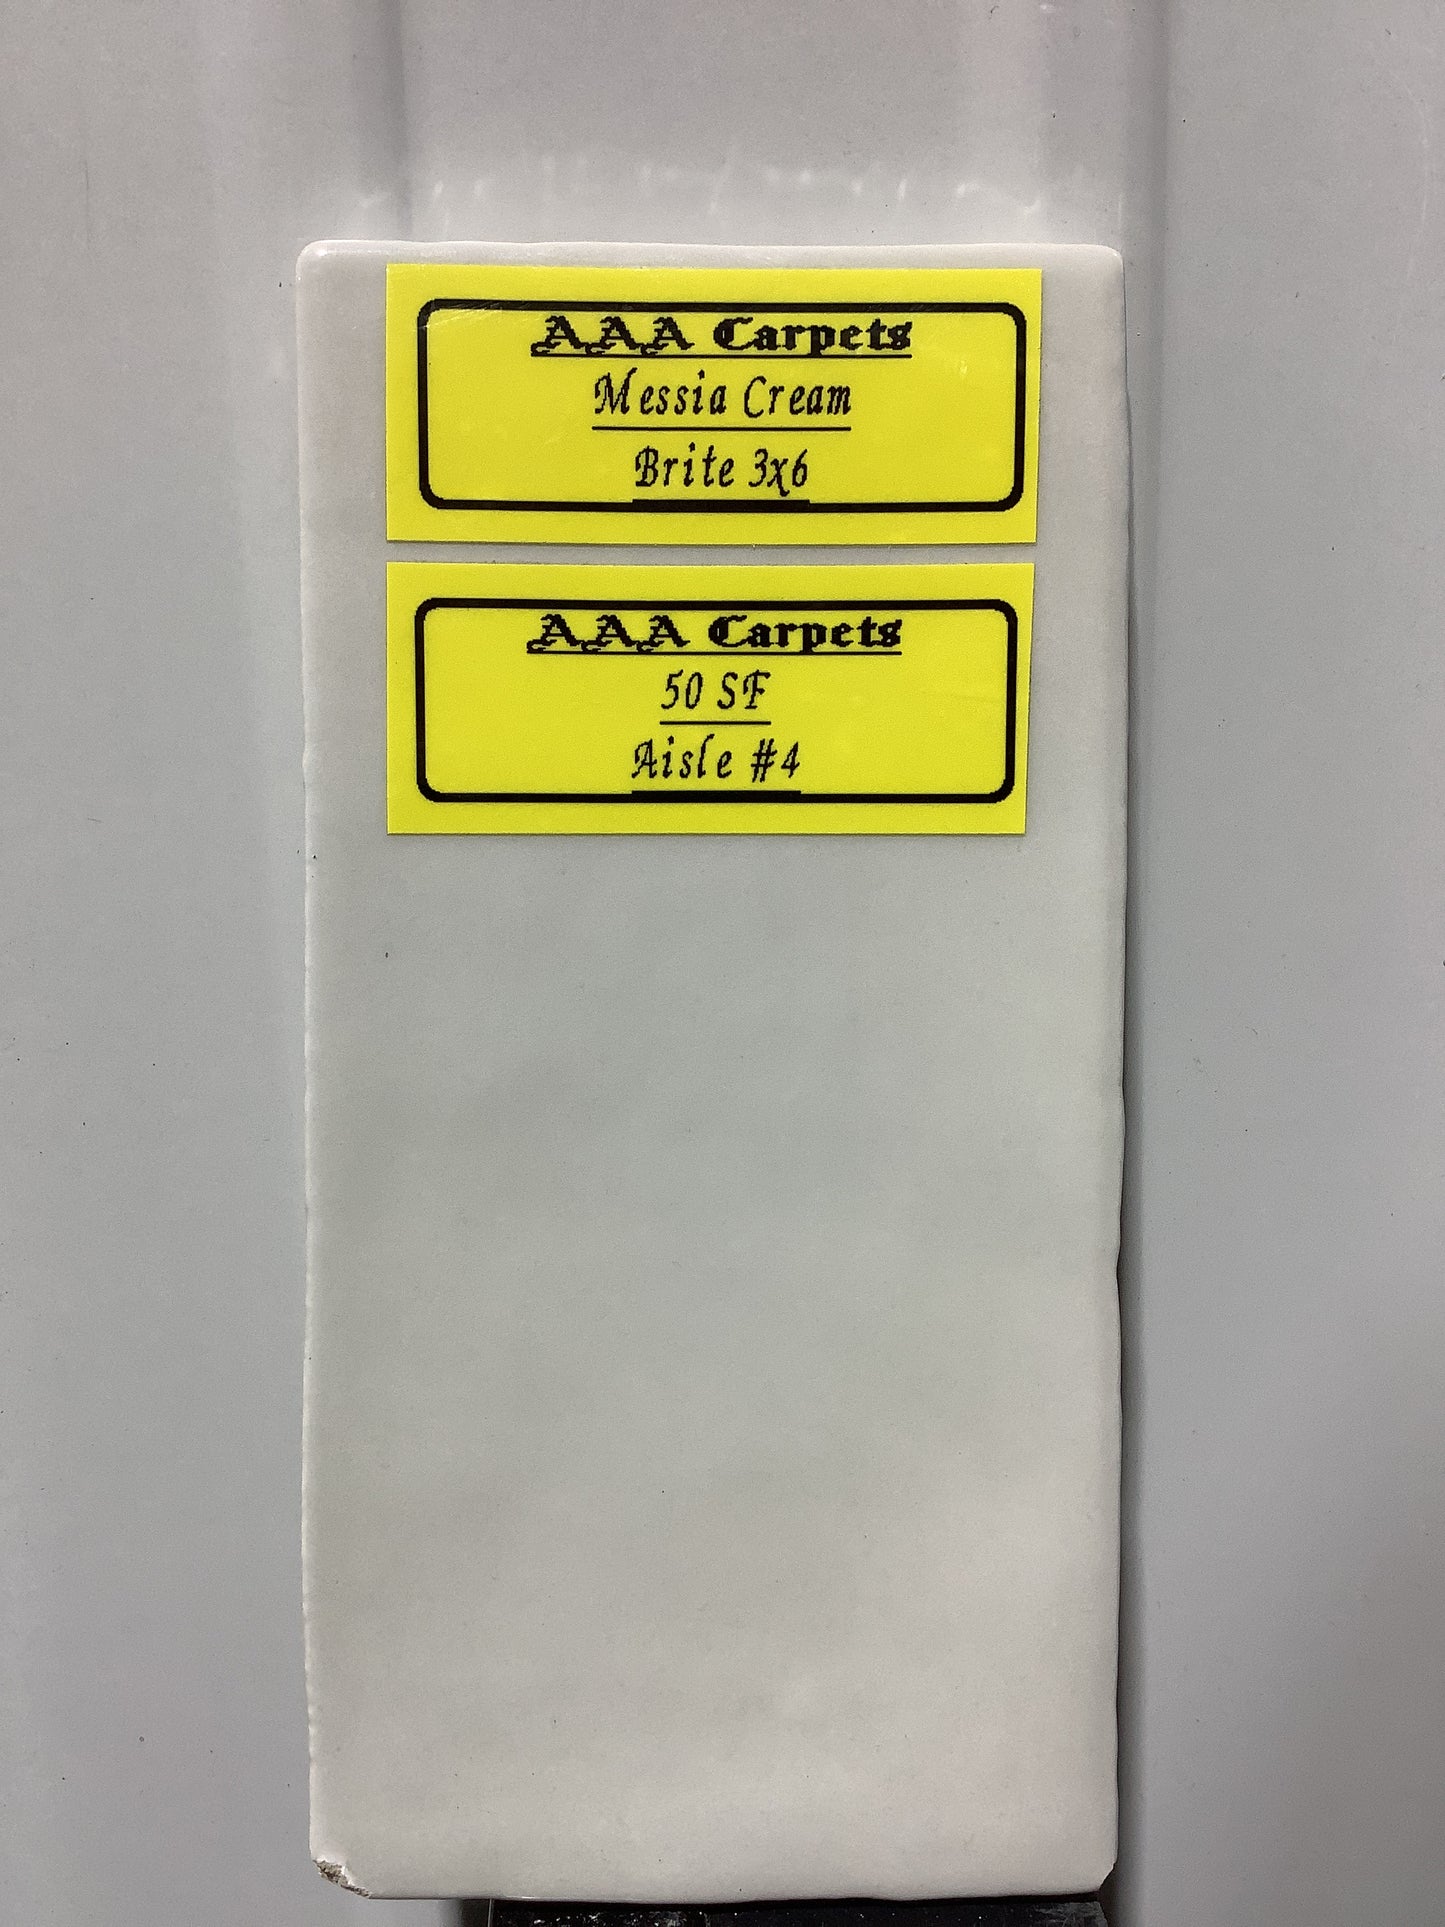 AAA Carpets
Messia Cream
Brite 3x6
AAA Carpets
50 SF
Aisle #4